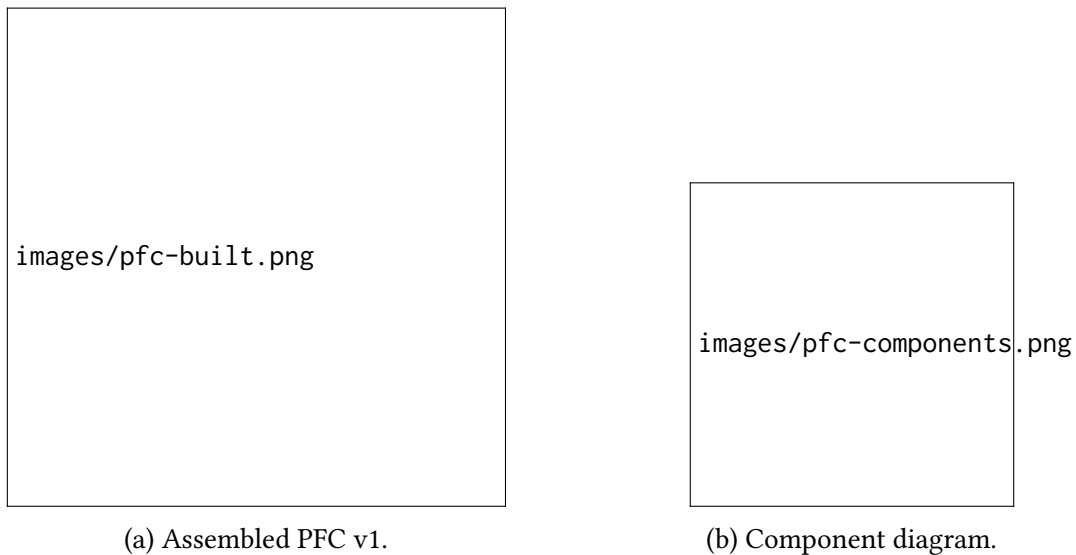 images/pfc-built.png
images/pfc-components.png
(a) Assembled PFC v1.
(b) Component diagram.